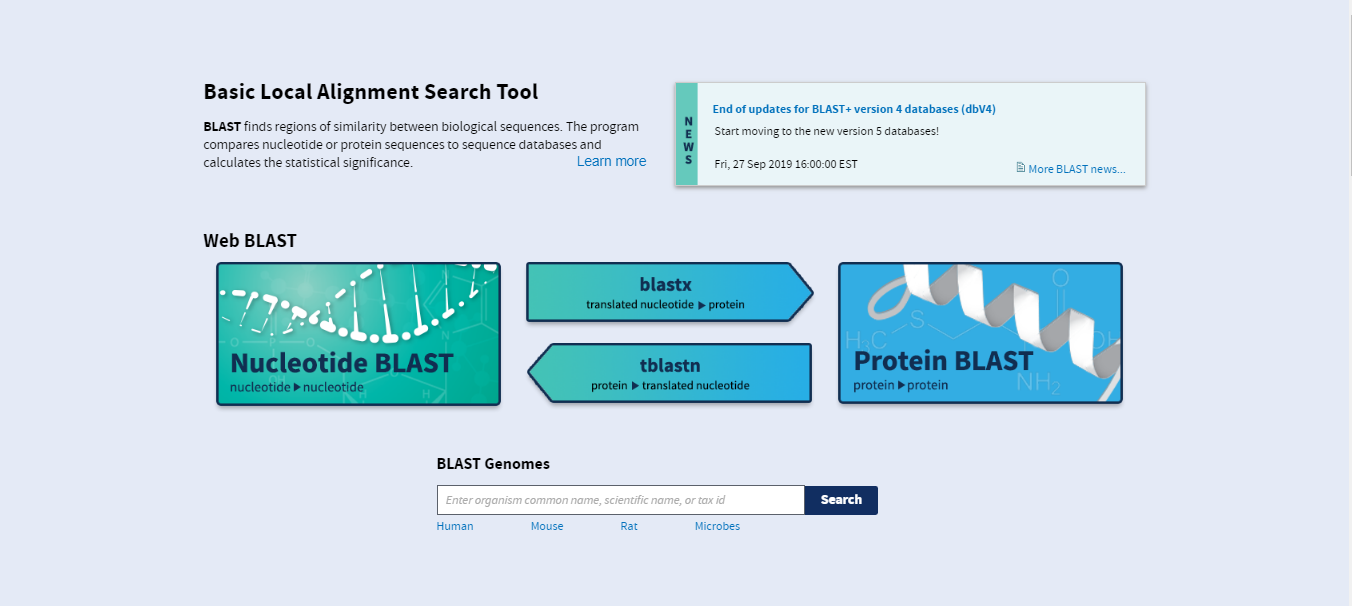 Basic Local Alignment Search Tool
BLAST finds regions of similarity between biological sequences. The program
compares nucleotide or protein sequences to sequence databases and
calculates the statistical significance.
Learn more
NEWS
End of updates for BLAST+ version 4 databases (dbV4)
Start moving to the new version 5 databases!
Fri, 27 Sep 2019 16:00:00 EST
More BLAST news...
Web BLAST
Nucleotide BLAST
nucleotide ▶ nucleotide
blastx
translated nucleotide ▶ protein
tblastn
protein ▶ translated nucleotide
O
S
H₃C
OH
NH₂
Protein BLAST
protein ▶ protein
BLAST Genomes
Enter organism common name, scientific name, or tax id
Search
Human Mouse Rat Microbes